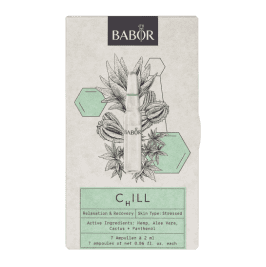 BABOR
CHILL
Relaxation & Recovery | Skin Type: Stressed
Active Ingredients: Hemp, Aloe Vera,
Cactus + Panthenol
7 Ampullen à 2 ml
7 ampoules of net 0.06 fl. oz. each